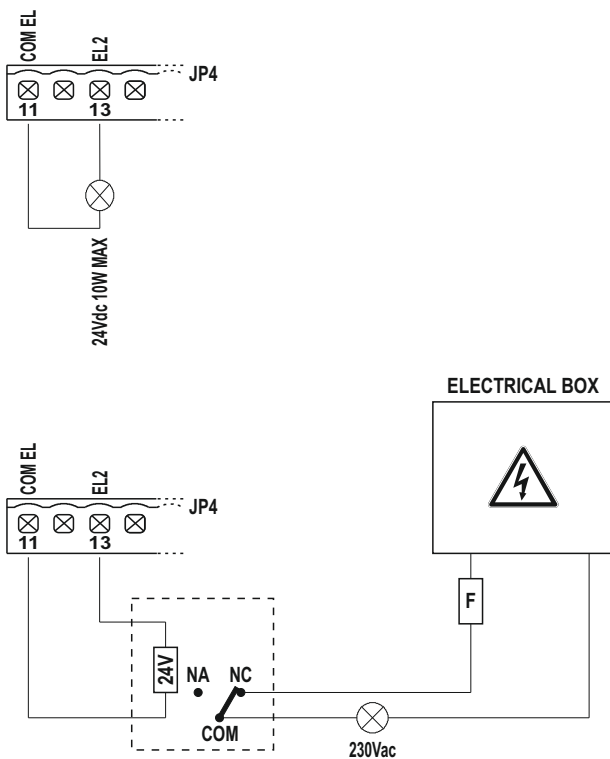 COM EL
EL2
JP4
11
13
24Vdc 10W MAX
ELECTRICAL BOX
COM EL
EL2
JP4
11
13
F
24V
NA
NC
COM
230Vac